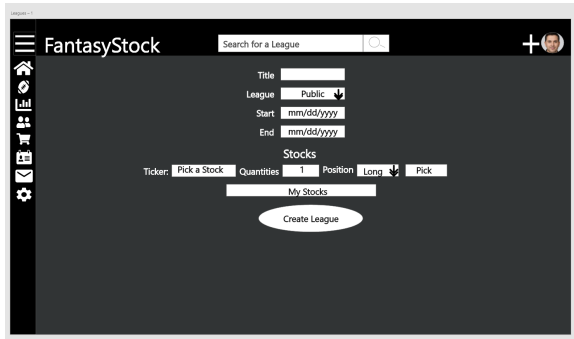 Leagues – 1
FantasyStock
Search for a League
Title
League Public
Start mm/dd/yyyy
End mm/dd/yyyy
Stocks
Ticker: Pick a Stock Quantities 1 Position Long Pick
My Stocks
Create League